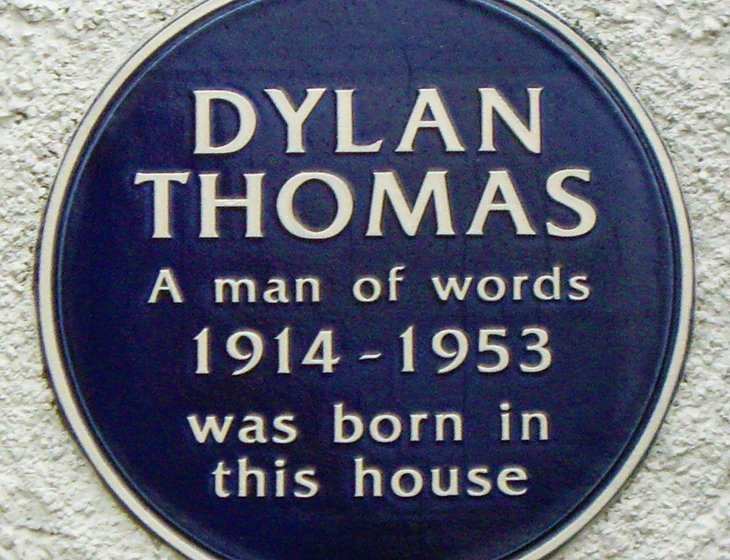 DYLAN
THOMAS
A man of words
1914-1953
was born in
this house